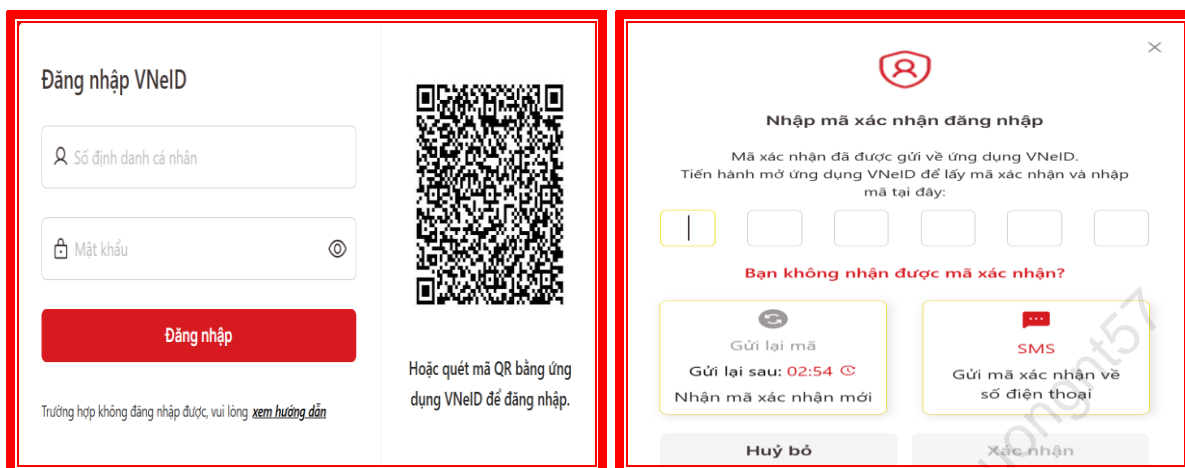 Đăng nhập VNeID
Số định danh cá nhân
Mật khẩu
Đăng nhập
Trường hợp không đăng nhập được, vui lòng xem hướng dẫn
Hoặc quét mã QR bằng ứng
dụng VNeID để đăng nhập.
Nhập mã xác nhận đăng nhập
Mã xác nhận đã được gửi về ứng dụng VNeID.
Tiến hành mở ứng dụng VNeID để lấy mã xác nhận và nhập
mã tại đây:
Bạn không nhận được mã xác nhận?
Gửi lại mã
Gửi lại sau: 02:54
Nhận mã xác nhận mới
SMS
Gửi mã xác nhận về
số điện thoại
Huỷ bỏ
Xác nhận